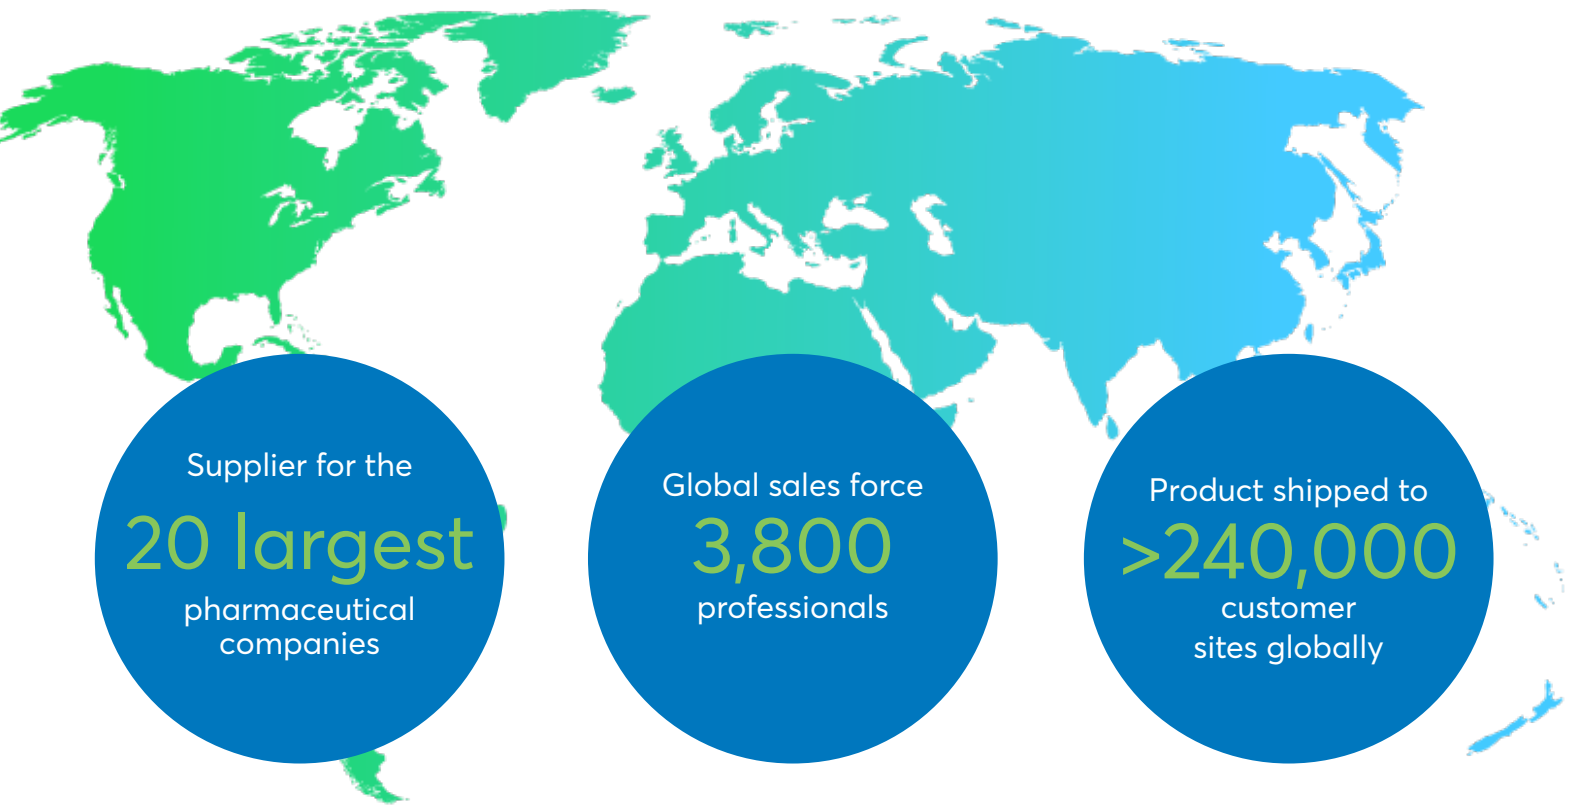 Supplier for the
20 largest
pharmaceutical
companies
Global sales force
3,800
professionals
Product shipped to
>240,000
customer
sites globally